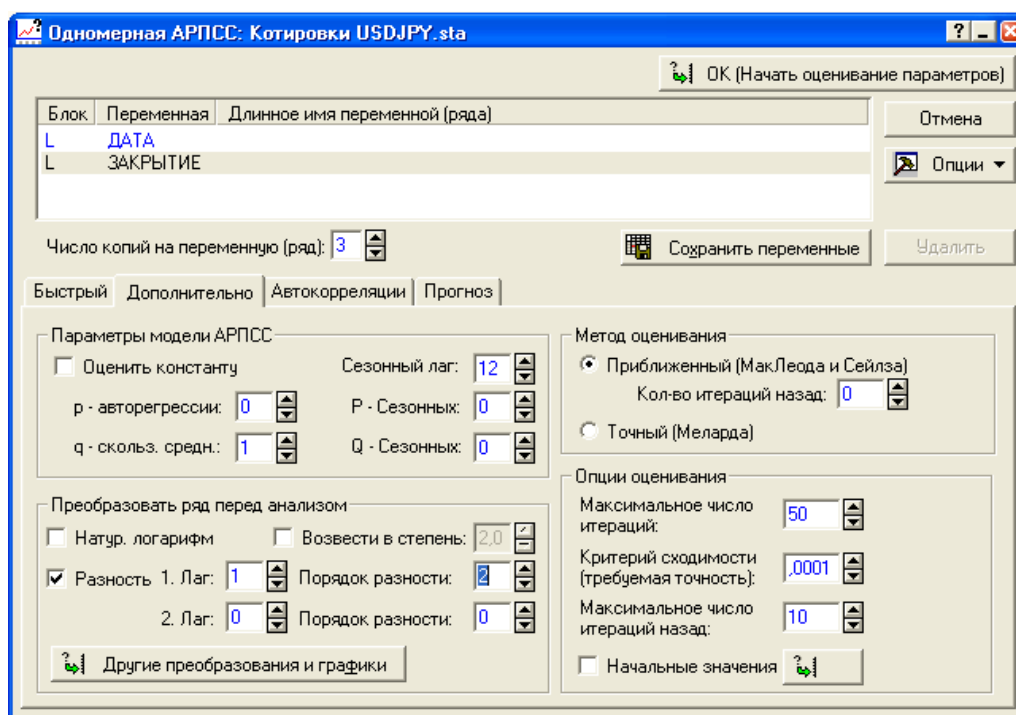 Одномерная АРПСС: Котировки USDJPY.sta
ОК (Начать оценивание параметров)
Блок Переменная Длинное имя переменной (ряда)
L ДАТА
L ЗАКРЫТИЕ
Отмена
Опции
Число копий на переменную (ряд): 3
Сохранить переменные
Удалить
Быстрый Дополнительно Автокорреляции Прогноз
Параметры модели АРПСС
Оценить константу Сезонный лаг: 12
р - авторегрессии: 0 Р - Сезонных: 0
q - скольз. средн.: 1 Q - Сезонных: 0
Преобразовать ряд перед анализом
Натур. логарифм Возвести в степень: 2,0
Разность 1. Лаг: 1 Порядок разности: 2
2. Лаг: 0 Порядок разности: 0
Другие преобразования и графики
Метод оценивания
Приближенный (МакЛеода и Сейлза)
Кол-во итераций назад: 0
Точный (Меларда)
Опции оценивания
Максимальное число
итераций: 50
Критерий сходимости
(требуемая точность): ,0001
Максимальное число
итераций назад: 10
Начальные значения